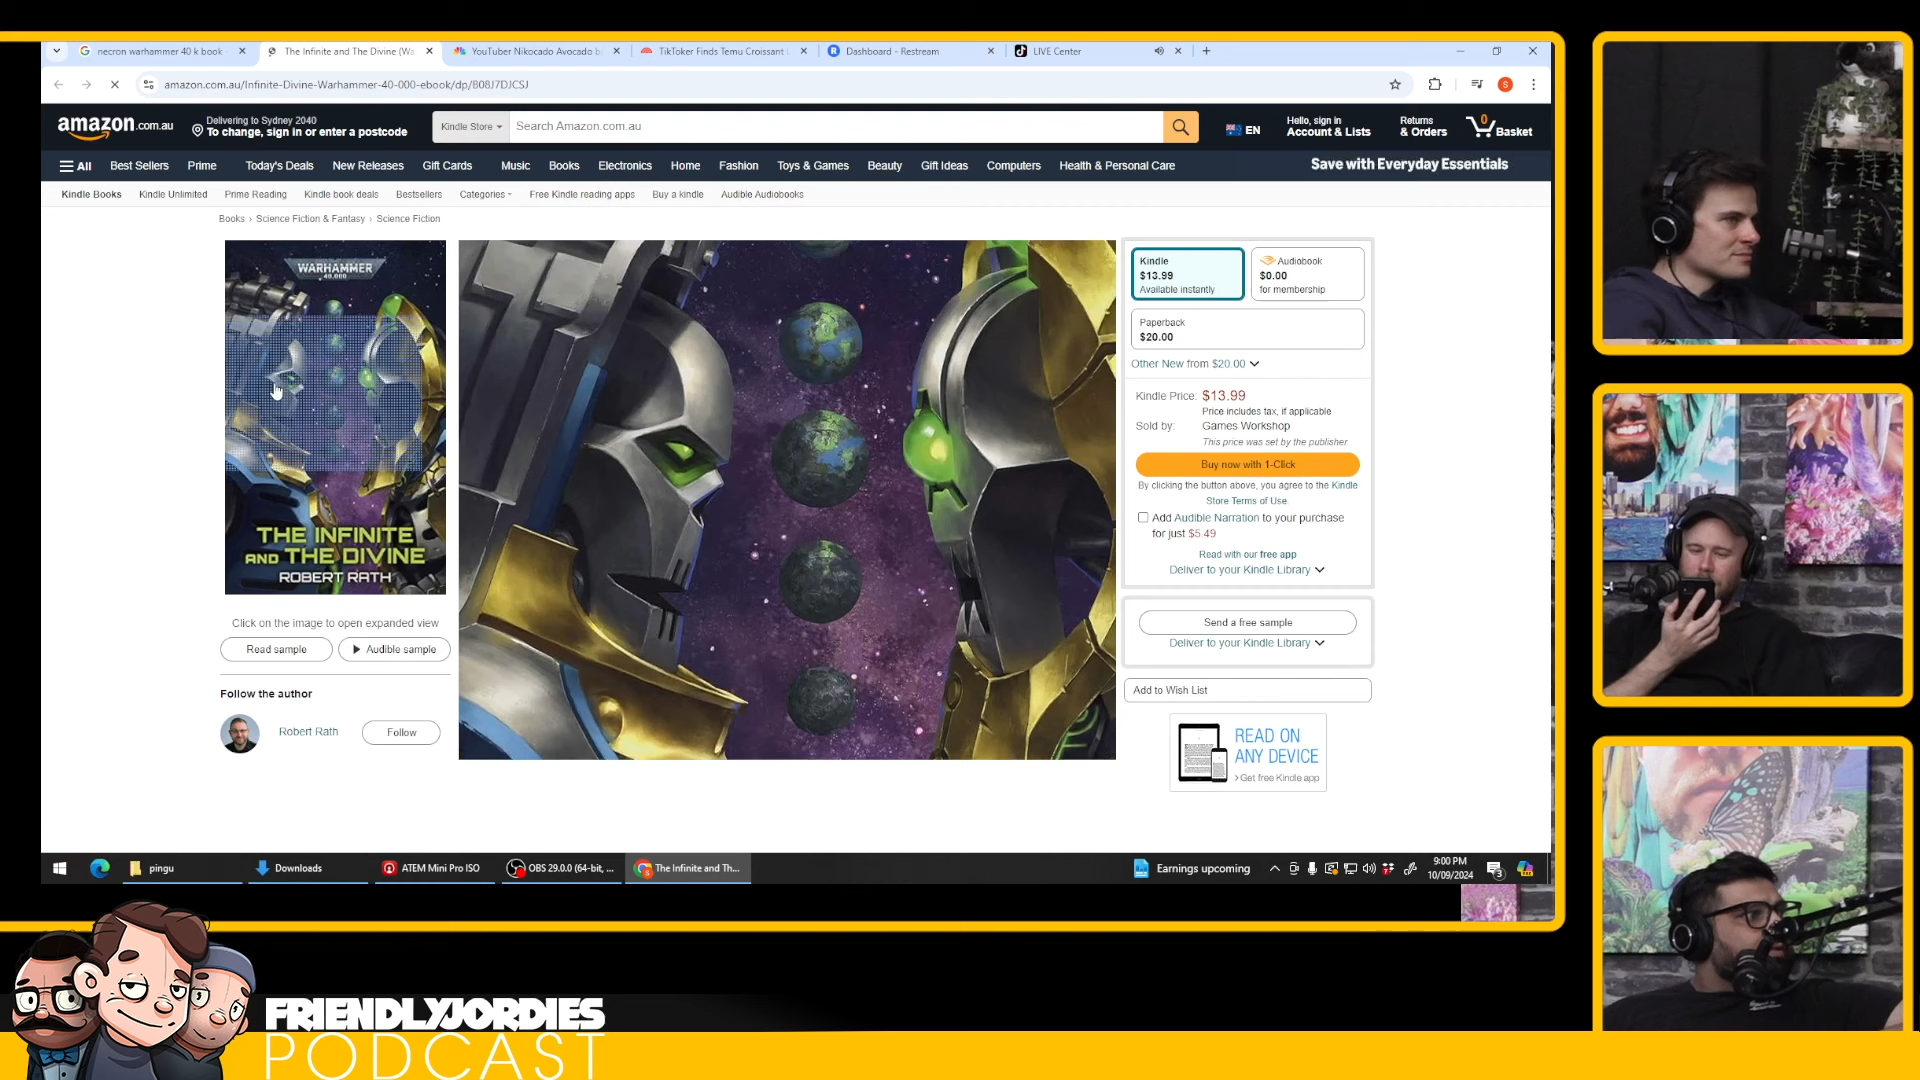 necron warhammer 40 k book
The Infinite and The Divine (Wa
YouTuber Nikocado Avocado b
TikToker Finds Temu Croissant L
Dashboard - Restream
LIVE Center
amazon.com.au/Infinite-Divine-Warhammer-40-000-ebook/dp/B08J7DJCSJ
S
amazon.com.au
Delivering to Sydney 2040
To change, sign in or enter a postcode
Kindle Store
Search Amazon.com.au
EN
Hello, sign in
Account & Lists
Returns
& Orders
0
Basket
All
Best Sellers
Prime
Today's Deals
New Releases
Gift Cards
Music
Books
Electronics
Home
Fashion
Toys & Games
Beauty
Gift Ideas
Computers
Health & Personal Care
Save with Everyday Essentials
Kindle Books
Kindle Unlimited
Prime Reading
Kindle book deals
Bestsellers
Categories
Free Kindle reading apps
Buy a kindle
Audible Audiobooks
Books › Science Fiction & Fantasy › Science Fiction
WARHAMMER
40,000
THE INFINITE
AND THE DIVINE
ROBERT RATH
Click on the image to open expanded view
Read sample
Audible sample
Follow the author
Robert Rath
Follow
Kindle
$13.99
Available instantly
Audiobook
$0.00
for membership
Paperback
$20.00
Other New from $20.00
Kindle Price: $13.99
Price includes tax, if applicable
Sold by: Games Workshop
This price was set by the publisher.
Buy now with 1-Click
By clicking the button above, you agree to the Kindle
Store Terms of Use
Add Audible Narration to your purchase
for just $5.49
Read with our free app
Deliver to your Kindle Library
Send a free sample
Deliver to your Kindle Library
Add to Wish List
READ ON
ANY DEVICE
› Get free Kindle app
pingu
Downloads
ATEM Mini Pro ISO
OBS 29.0.0 (64-bit, ...
The Infinite and Th...
Earnings upcoming
9:00 PM
10/09/2024
3
FRIENDLYJORDIES
PODCAST